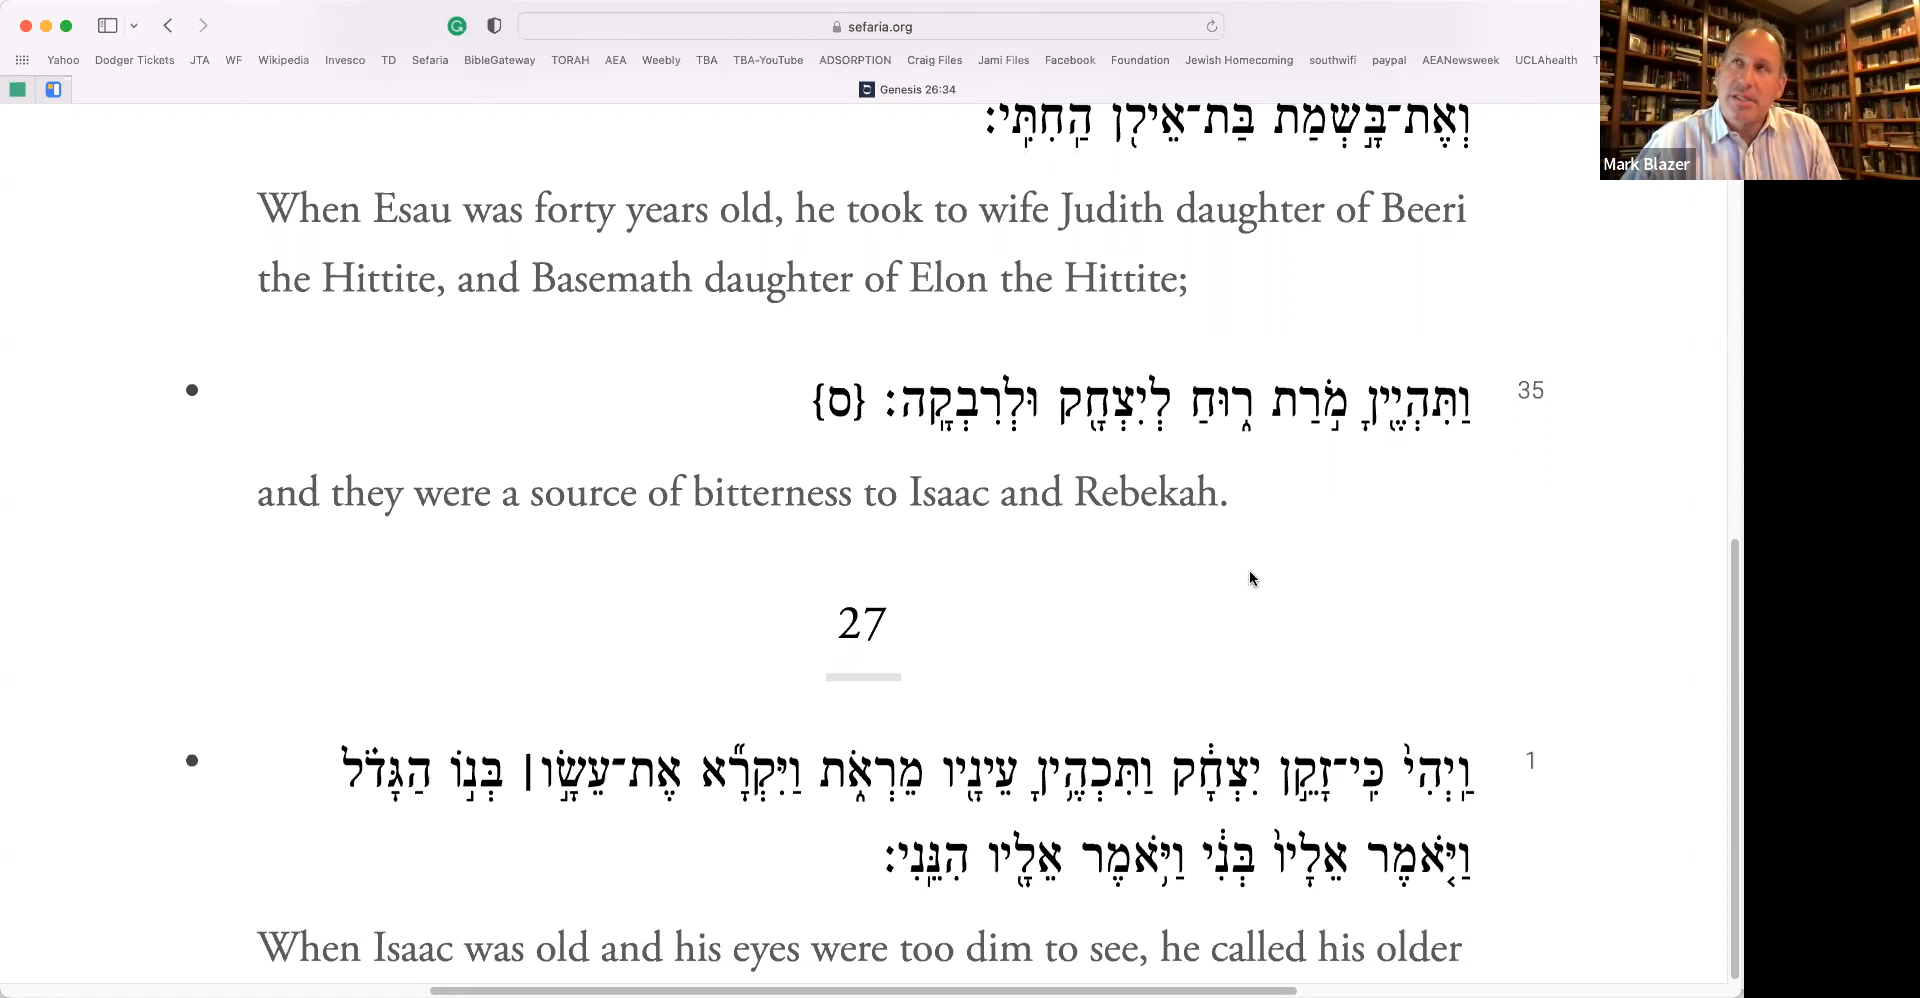 sefaria.org
Yahoo Dodger Tickets JTA WF Wikipedia Invesco TD Sefaria BibleGateway TORAH AEA Weebly TBA TBA-YouTube ADSORPTION Craig Files Jami Files Facebook Foundation Jewish Homecoming southwifi paypal AEANewsweek UCLAhealth
Genesis 26:34
Mark Blazer
וְאֶת־בָּ֣שְׂמַ֔ת בַּת־אֵילֹ֖ן הַֽחִתִּֽי׃
When Esau was forty years old, he took to wife Judith daughter of Beeri
the Hittite, and Basemath daughter of Elon the Hittite;
35 וַתִּהְיֶ֖יןָ מֹ֣רַת ר֑וּחַ לְיִצְחָ֖ק וּלְרִבְקָֽה׃ {ס}
and they were a source of bitterness to Isaac and Rebekah.
27
1 וַיְהִי֙ כִּֽי־זָקֵ֣ן יִצְחָ֔ק וַתִּכְהֶ֥יןָ עֵינָ֖יו מֵרְאֹ֑ת וַיִּקְרָ֞א אֶת־עֵשָׂ֣ו ׀ בְּנ֣וֹ הַגָּדֹ֗ל
וַיֹּ֤אמֶר אֵלָיו֙ בְּנִ֔י וַיֹּ֥אמֶר אֵלָ֖יו הִנֵּֽנִי׃
When Isaac was old and his eyes were too dim to see, he called his older